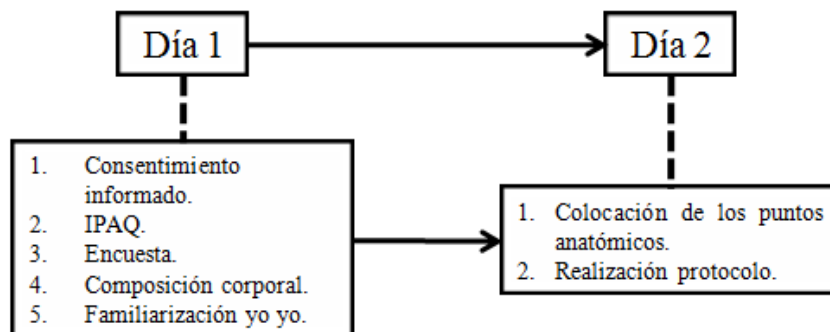 Día 1
Día 2
1. Consentimiento
informado.
2. IPAQ.
3. Encuesta.
4. Composición corporal.
5. Familiarización yo yo.
1. Colocación de los puntos
anatómicos.
2. Realización protocolo.